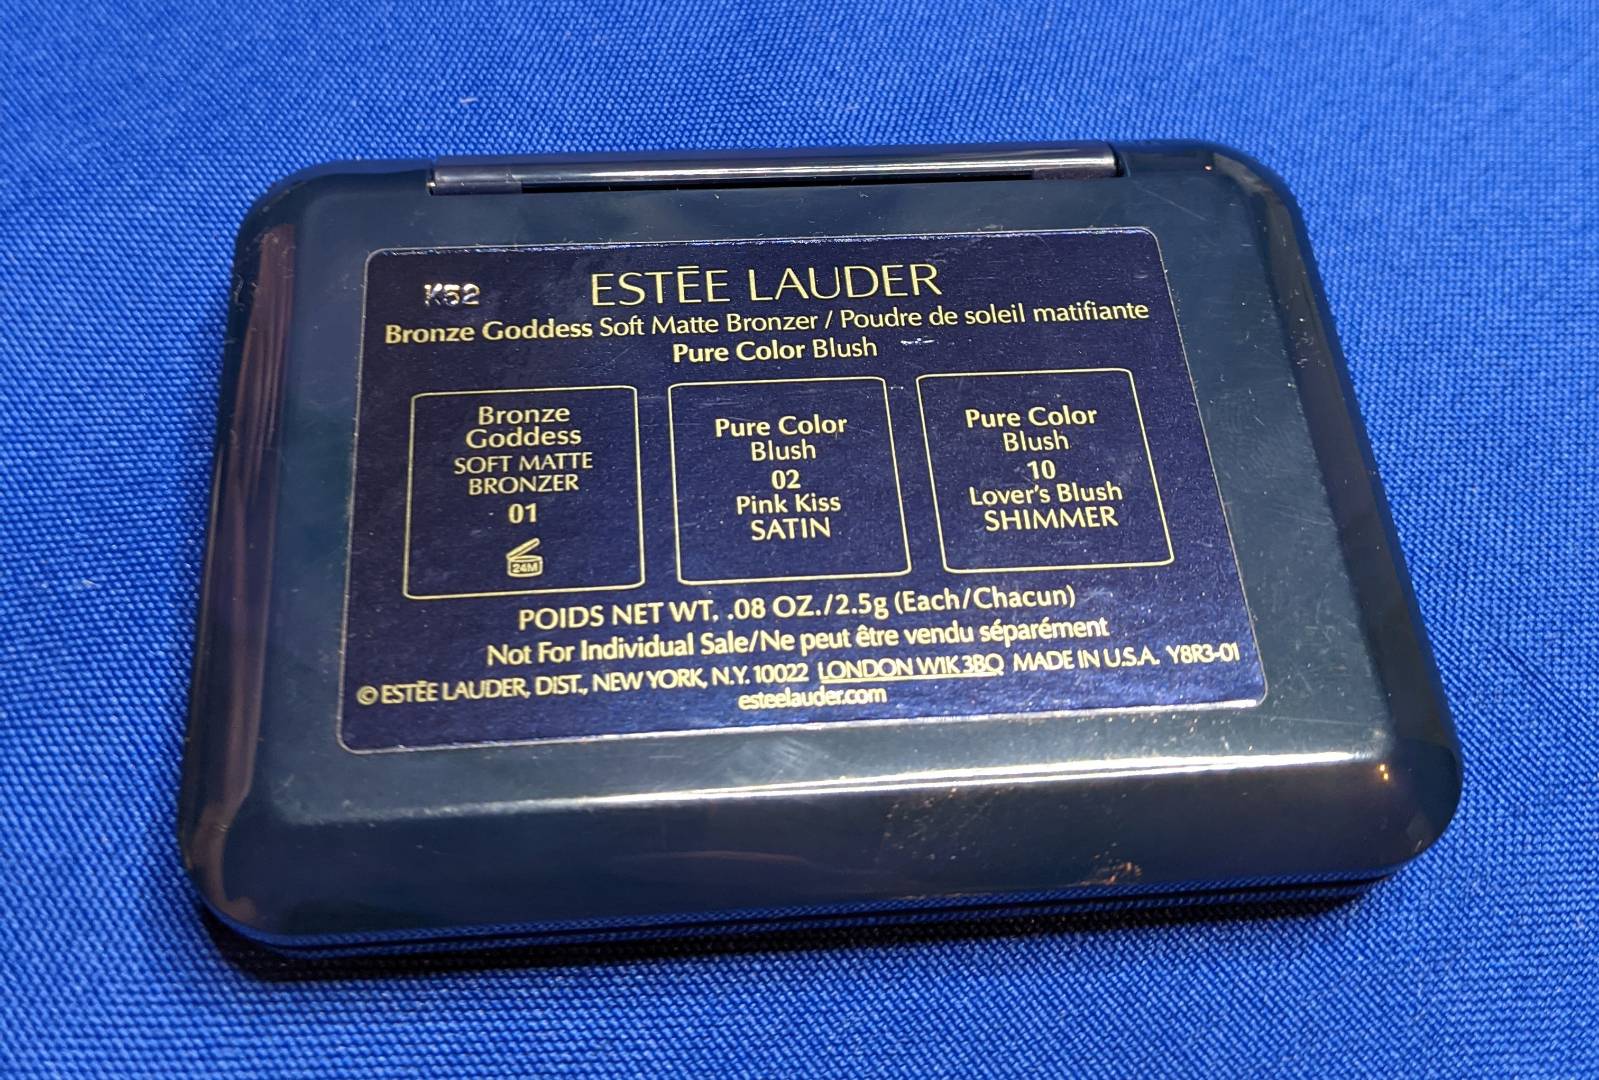 K52
ESTĒE LAUDER
Bronze Goddess Soft Matte Bronzer / Poudre de soleil matifiante
Pure Color Blush
Bronze
Goddess
SOFT MATTE
BRONZER
01
24M
Pure Color
Blush
02
Pink Kiss
SATIN
Pure Color
Blush
10
Lover's Blush
SHIMMER
POIDS NET WT. .08 OZ./2.5g (Each/Chacun)
Not For Individual Sale/Ne peut être vendu séparément
© ESTĒE LAUDER, DIST., NEW YORK, N.Y. 10022 LONDON W1K 3BQ MADE IN U.S.A. Y8R3-01
esteelauder.com